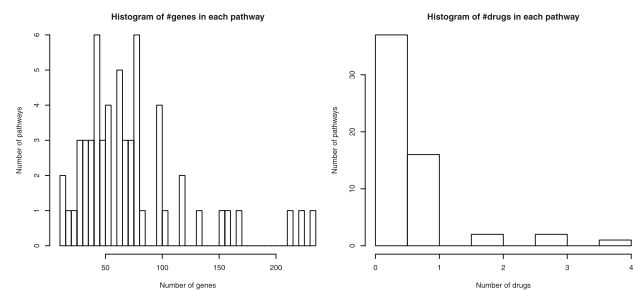 Histogram of #genes in each pathway
Number of pathways
0 1 2 3 4 5 6
50 100 150 200
Number of genes
Histogram of #drugs in each pathway
Number of pathways
0 10 20 30
0 1 2 3 4
Number of drugs